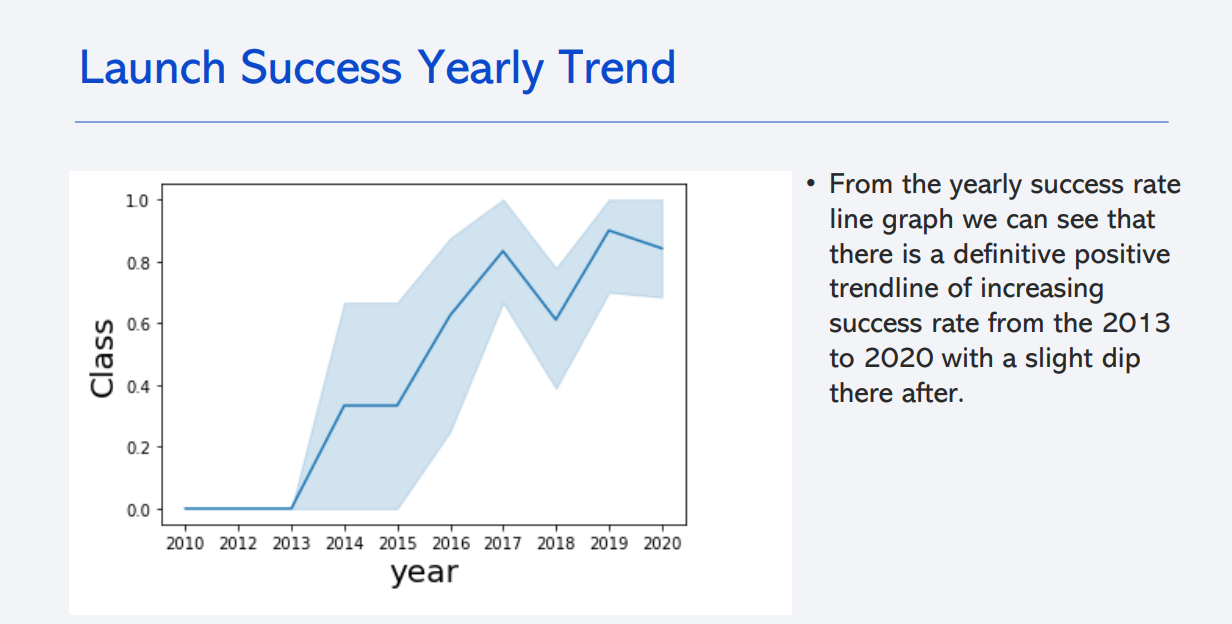 Launch Success Yearly Trend
1.0
0.8
0.6
0.4
0.2
0.0
Class
2010 2012 2013 2014 2015 2016 2017 2018 2019 2020
year
• From the yearly success rate
line graph we can see that
there is a definitive positive
trendline of increasing
success rate from the 2013
to 2020 with a slight dip
there after.